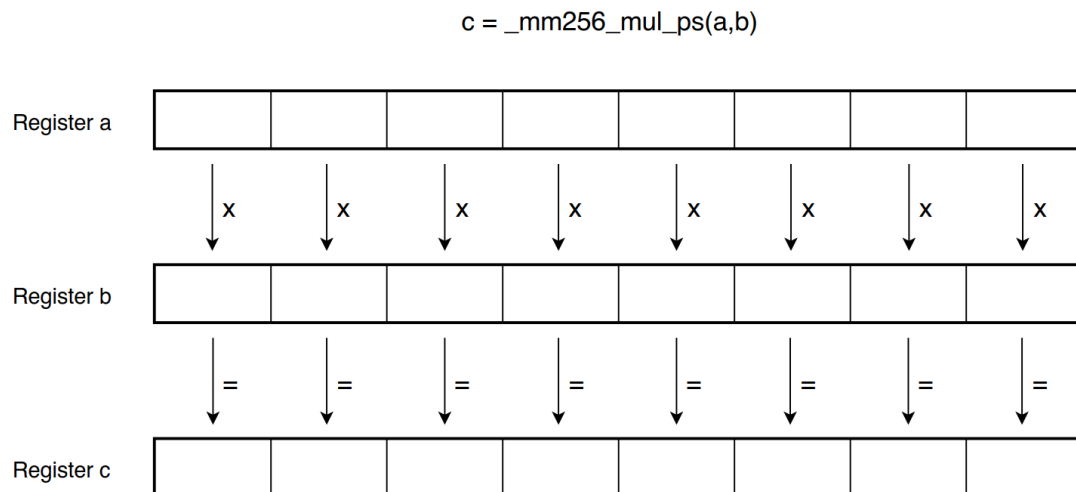 c = _mm256_mul_ps(a,b)
Register a
x x x x x x x x
Register b
= = = = = = = =
Register c